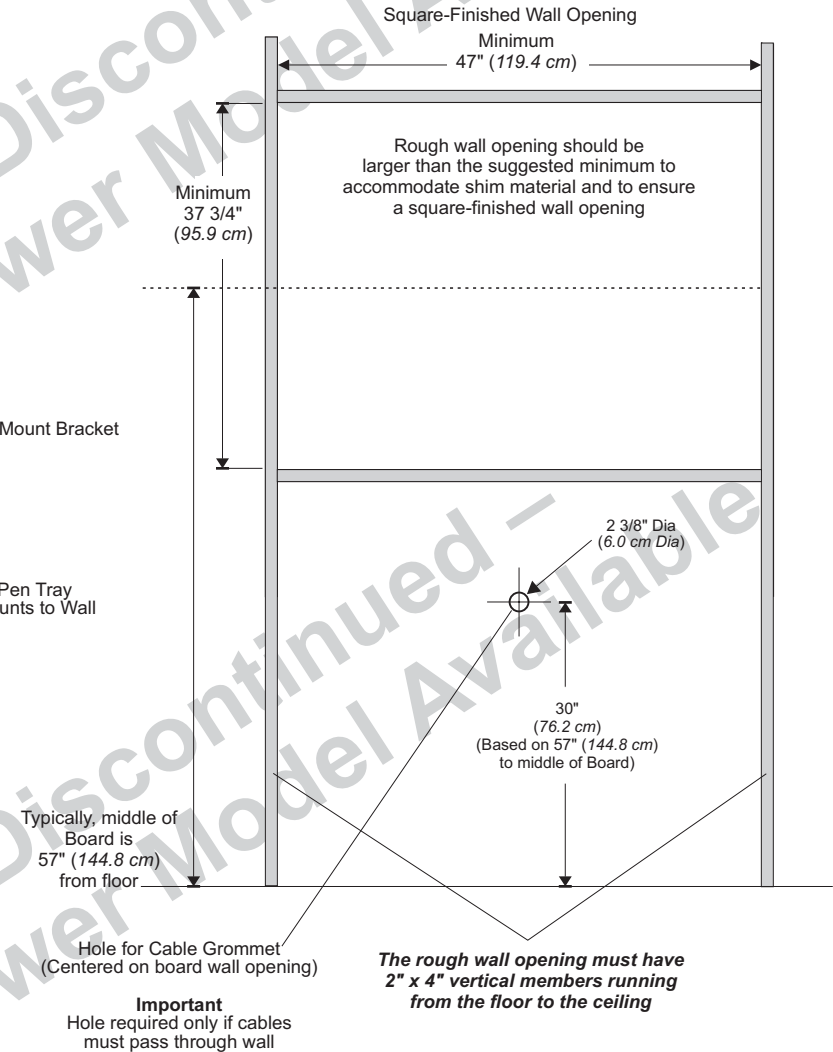 Square-Finished Wall Opening
Minimum
47" (119.4 cm)
Rough wall opening should be
larger than the suggested minimum to
accommodate shim material and to ensure
a square-finished wall opening
Minimum
37 3/4"
(95.9 cm)
Mount Bracket
2 3/8" Dia
(6.0 cm Dia)
Pen Tray
unts to Wall
30"
(76.2 cm)
(Based on 57" (144.8 cm)
to middle of Board)
Typically, middle of
Board is
57" (144.8 cm)
from floor
Hole for Cable Grommet
(Centered on board wall opening)
Important
Hole required only if cables
must pass through wall
The rough wall opening must have
2" x 4" vertical members running
from the floor to the ceiling
Discontinued –
wer Model Available
Discontinued –
wer Model Available